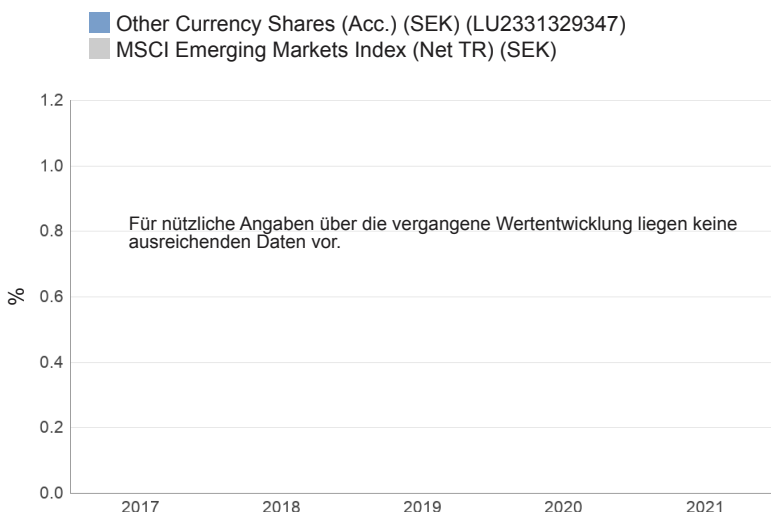 Other Currency Shares (Acc.) (SEK) (LU2331329347)
MSCI Emerging Markets Index (Net TR) (SEK)
1.2
1.0
Für nützliche Angaben über die vergangene Wertentwicklung liegen keine
0.8
ausreichenden Daten vor.
%
0.6
0.4
0.2
0.0
2017 2018 2019 2020 2021